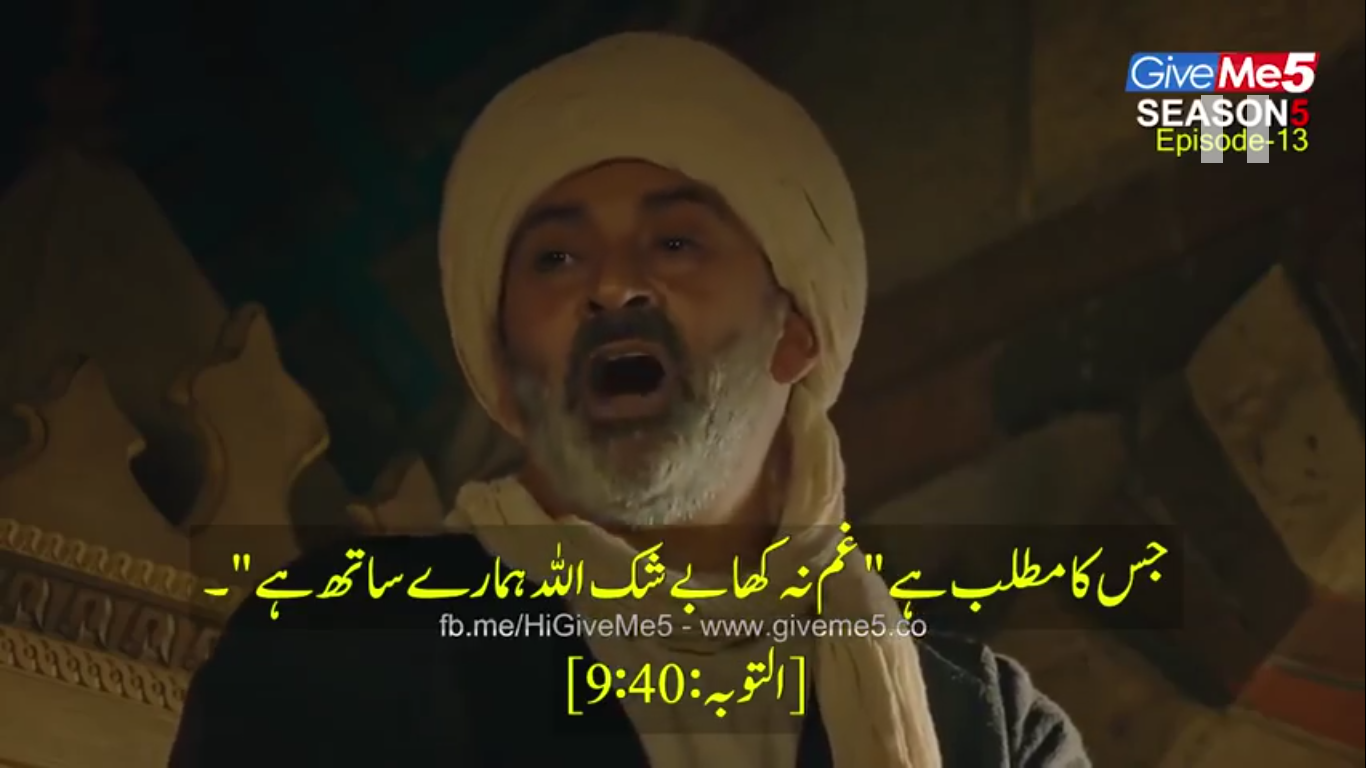 GiveMe5
SEASON5
Episode-13
جس کا مطلب ہے "غم نہ کھا بے شک اللہ ہمارے ساتھ ہے"۔
fb.me/HiGiveMe5 - www.giveme5.co
[التوبہ:9:40]